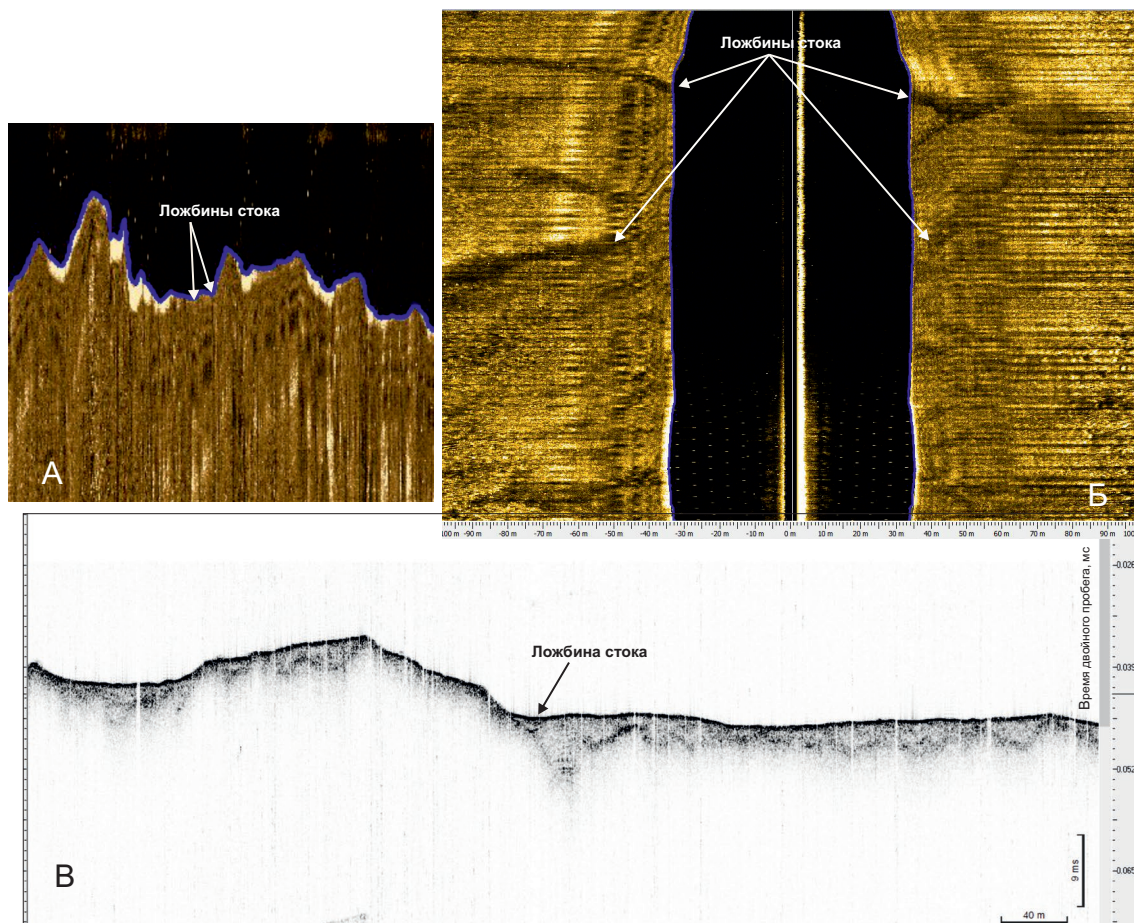 Ложбины стока
А
Ложбины стока
Б
100 m -90 m -80 m -70 m -60 m -50 m -40 m -30 m -20 m -10 m 0 m 10 m 20 m 30 m 40 m 50 m 60 m 70 m 80 m 90 m 100
Ложбина стока
В
Время двойного пробега, мс
-0.026
-0.039
-0.052
-0.065
9 ms
40 m